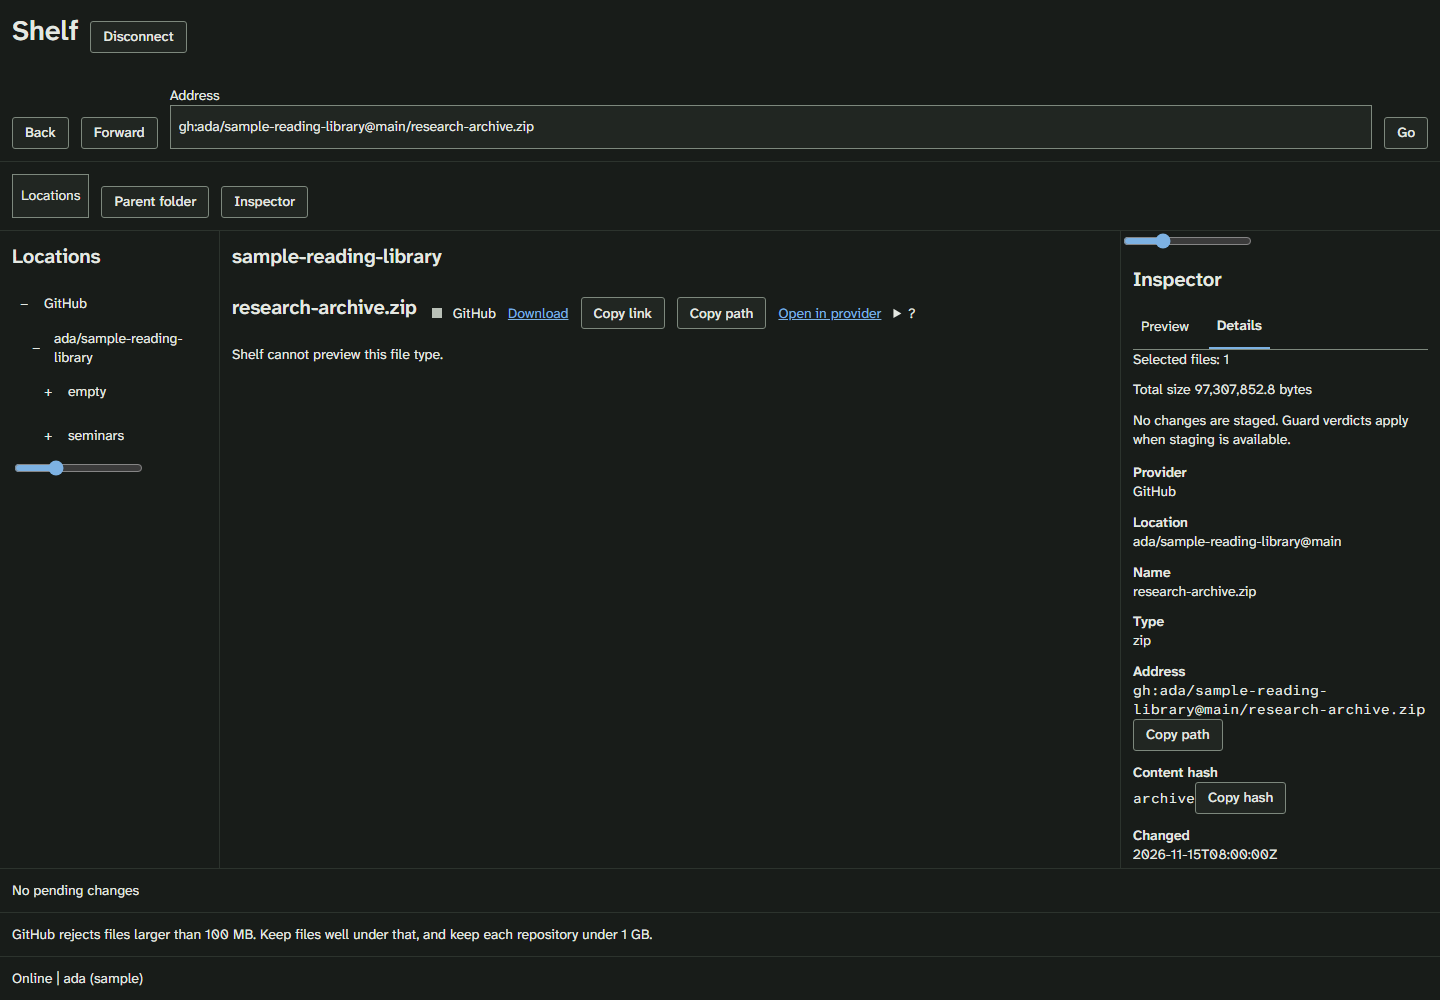 Shelf
Disconnect
Address
Back
Forward
gh:ada/sample-reading-library@main/research-archive.zip
Go
Locations
Parent folder
Inspector
Locations
– GitHub
– ada/sample-reading-
library
+ empty
+ seminars
sample-reading-library
research-archive.zip
GitHub
Download
Copy link
Copy path
Open in provider
?
Shelf cannot preview this file type.
Inspector
Preview
Details
Selected files: 1
Total size 97,307,852.8 bytes
No changes are staged. Guard verdicts apply
when staging is available.
Provider
GitHub
Location
ada/sample-reading-library@main
Name
research-archive.zip
Type
zip
Address
gh:ada/sample-reading-
library@main/research-archive.zip
Copy path
Content hash
archive
Copy hash
Changed
2026-11-15T08:00:00Z
No pending changes
GitHub rejects files larger than 100 MB. Keep files well under that, and keep each repository under 1 GB.
Online | ada (sample)